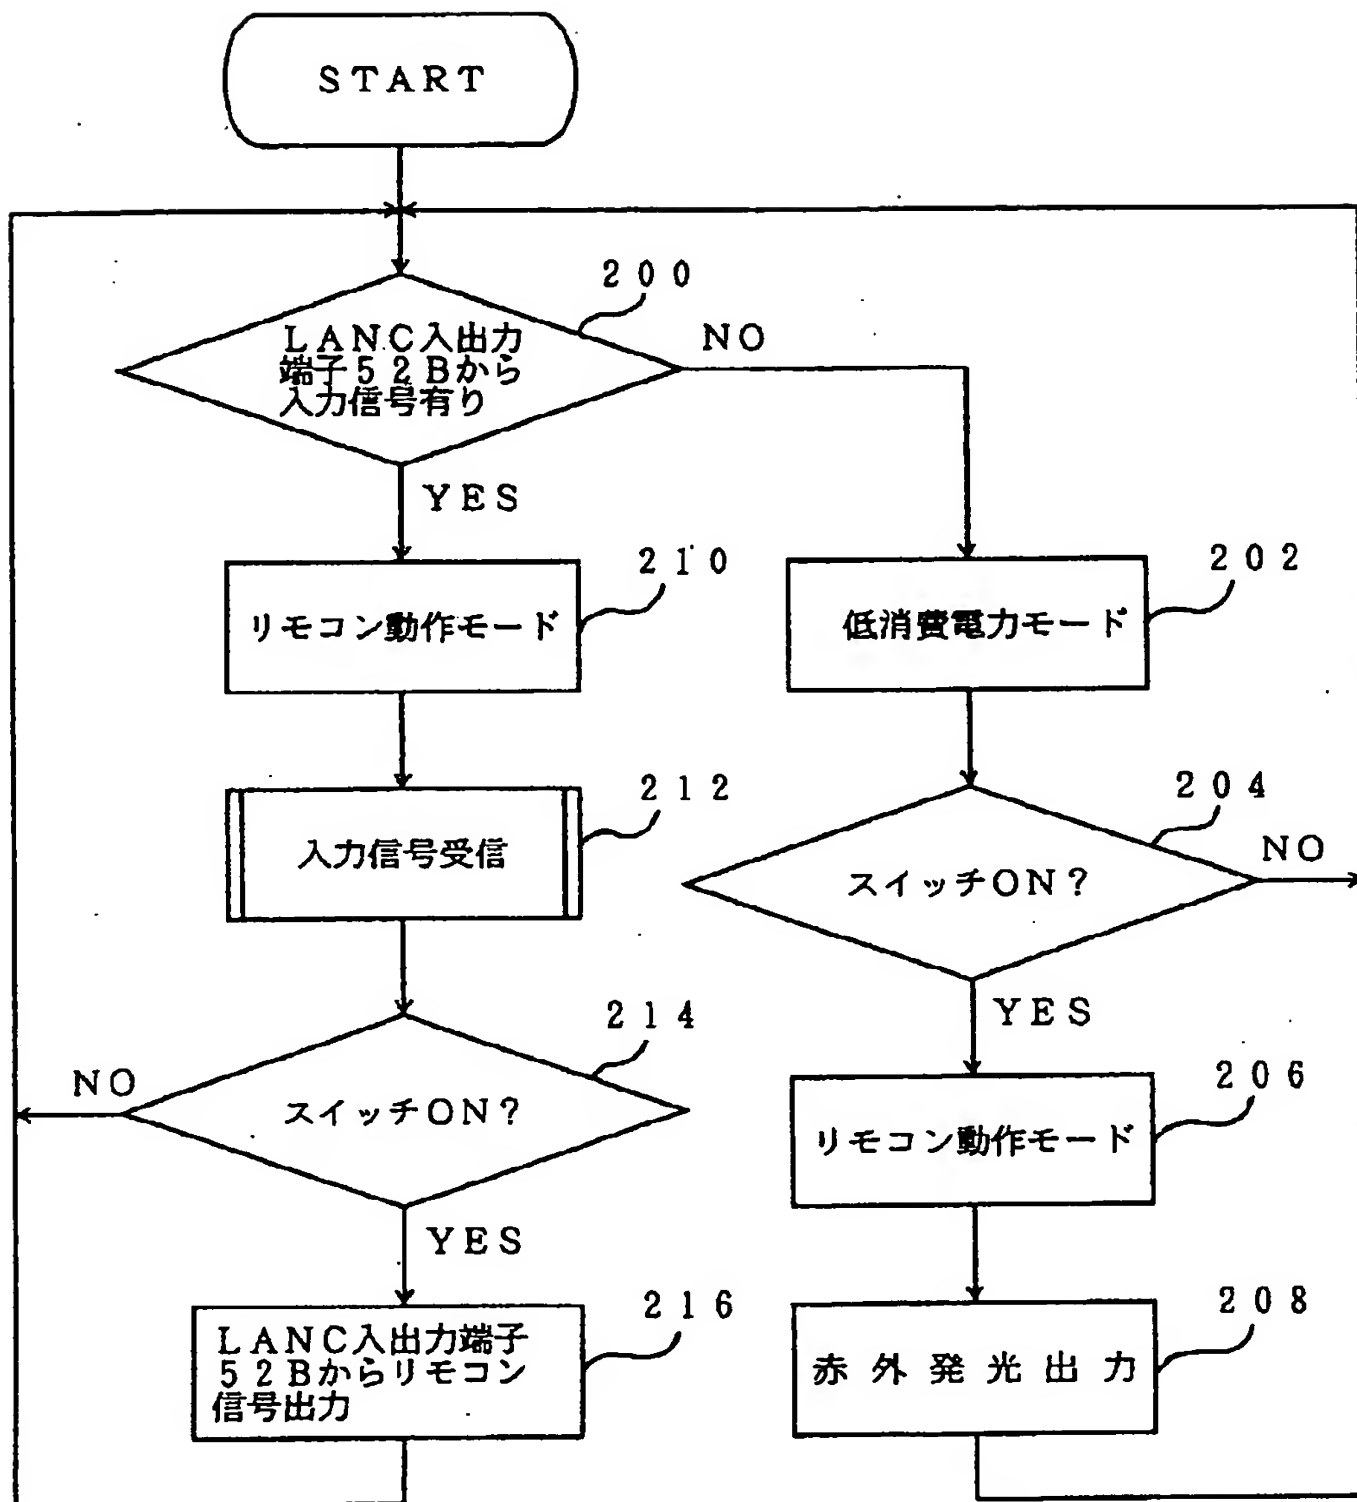 START
200
LANC入出力
端子52Bから
入力信号有り
NO
YES
210
リモコン動作モード
202
低消費電力モード
212
入力信号受信
204
スイッチON?
NO
YES
214
スイッチON?
NO
YES
206
リモコン動作モード
216
LANC入出力端子
52Bからリモコン
信号出力
208
赤外発光出力